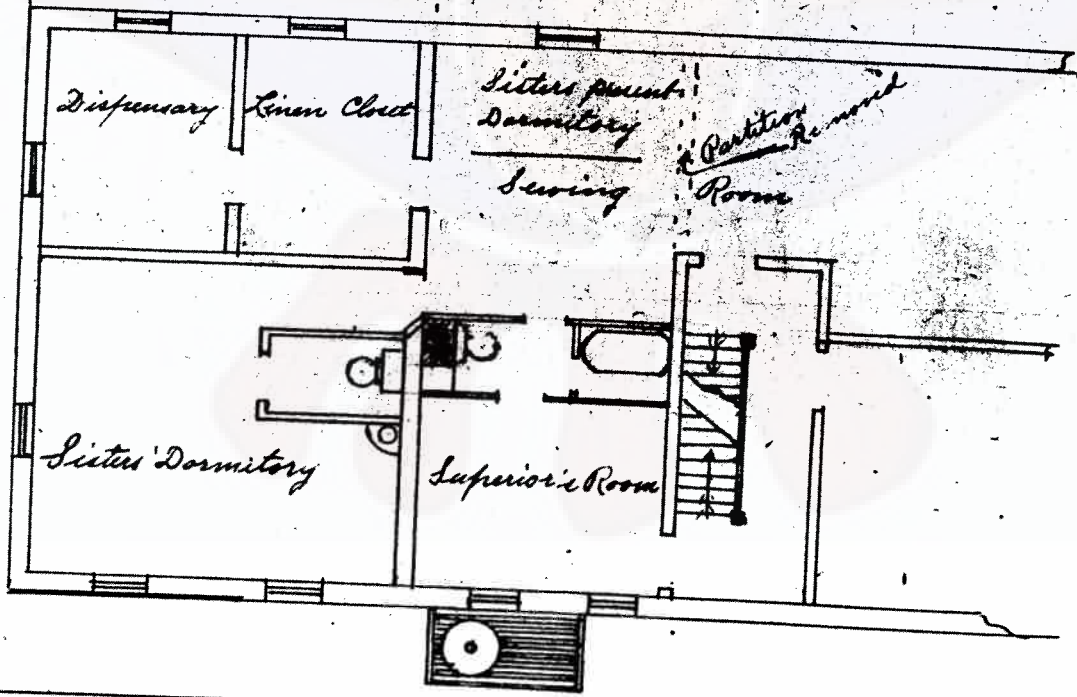 Dispensary
Linen Closet
Sisters present
Dormitory
Sewing
Room
Partition
Removed
Sisters' Dormitory
Superior's Room